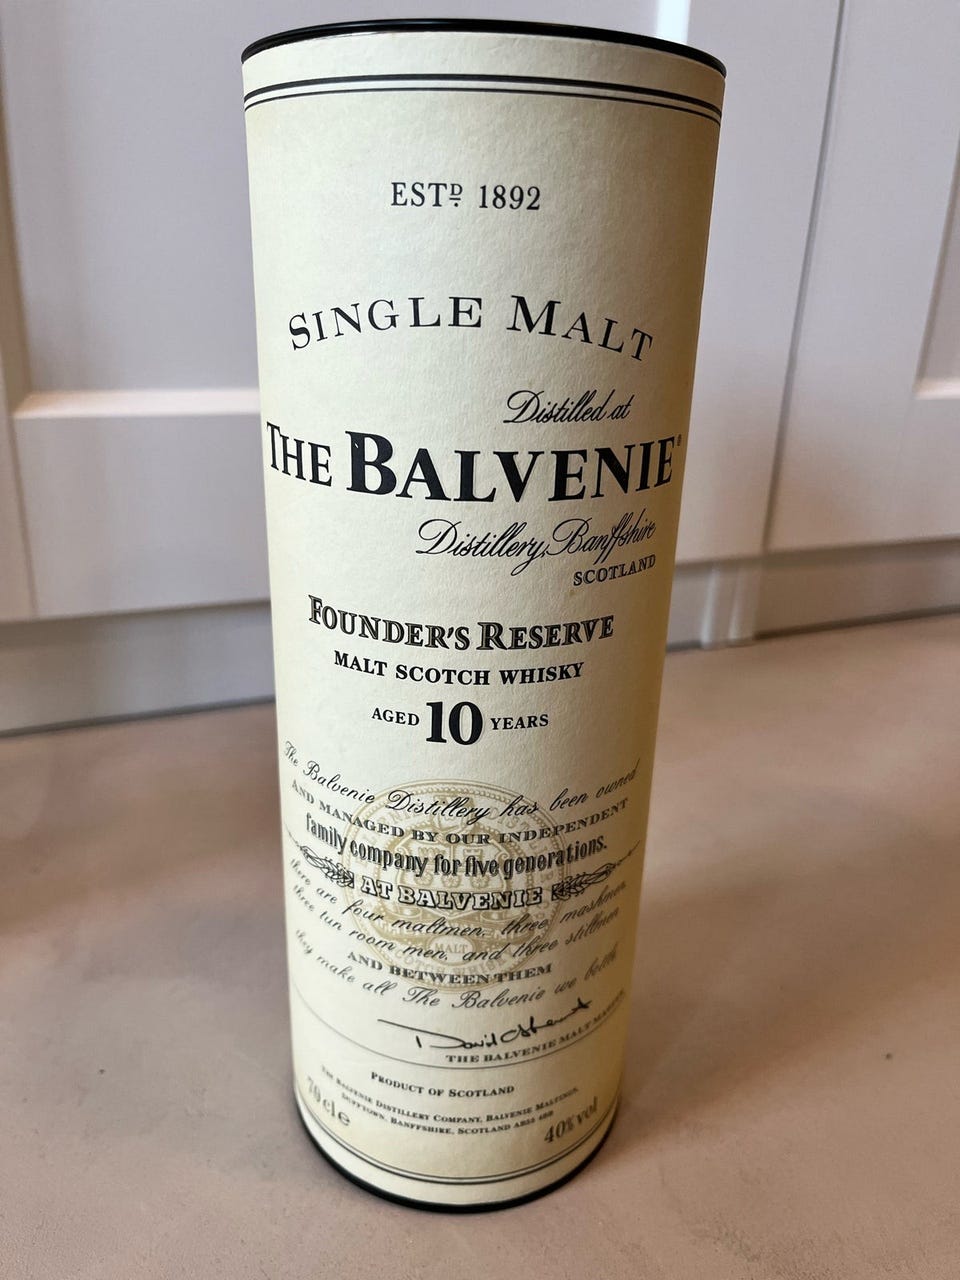 ESTD. 1892
SINGLE MALT
Distilled at
THE BALVENIE®
Distillery, Banffshire
SCOTLAND
FOUNDER'S RESERVE
MALT SCOTCH WHISKY
AGED 10 YEARS
The Balvenie Distillery has been owned
AND MANAGED BY OUR INDEPENDENT
family company for five generations.
AT BALVENIE
there are four maltmen, three mashmen,
three tun room men, and three stillmen
AND BETWEEN THEM
they make all The Balvenie we bottle
David C Stewart
THE BALVENIE MALT MASTER
PRODUCT OF SCOTLAND
THE BALVENIE DISTILLERY COMPANY, BALVENIE MALTINGS,
DUFFTOWN, BANFFSHIRE, SCOTLAND AB55 4BB
70 cl e
40% vol